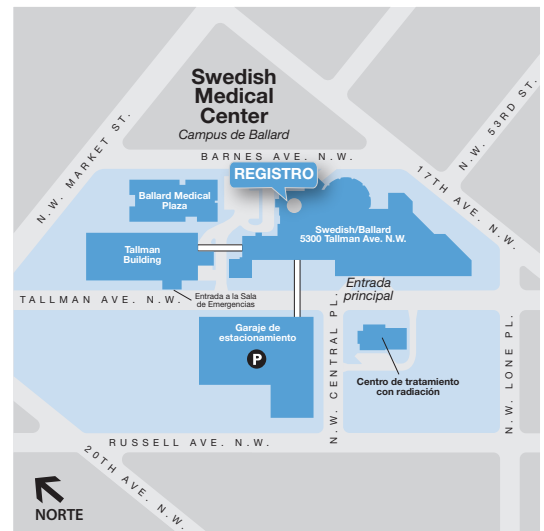 Swedish
Medical
Center
Campus de Ballard
N.W. MARKET ST.
N.W. 53RD ST.
BARNES AVE. N.W.
17TH AVE. N.W.
REGISTRO
Ballard Medical
Plaza
Swedish/Ballard
5300 Tallman Ave. N.W.
Tallman
Building
Entrada
principal
TALLMAN AVE. N.W.
Entrada a la Sala
de Emergencias
Garaje de
estacionamiento
P
N.W. CENTRAL PL.
N.W. LONE PL.
Centro de tratamiento
con radiación
RUSSELL AVE. N.W.
20TH AVE. N.W.
NORTE